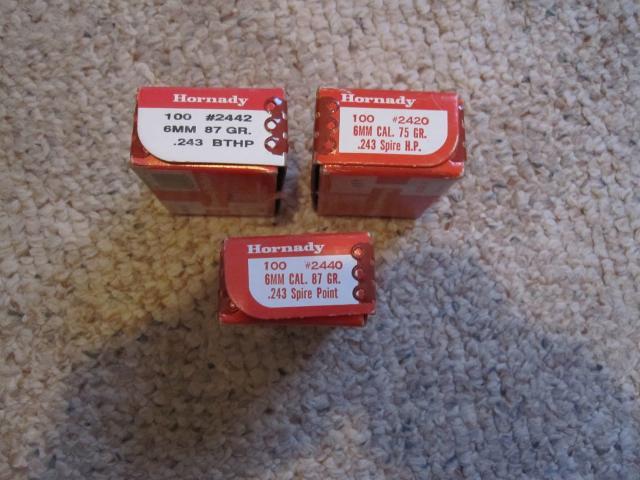 Hornady
100 #2442
6MM 87 GR.
.243 BTHP
Hornady
100 #2420
6MM CAL. 75 GR.
.243 Spire H.P.
Hornady
100 #2440
6MM CAL. 87 GR.
.243 Spire Point